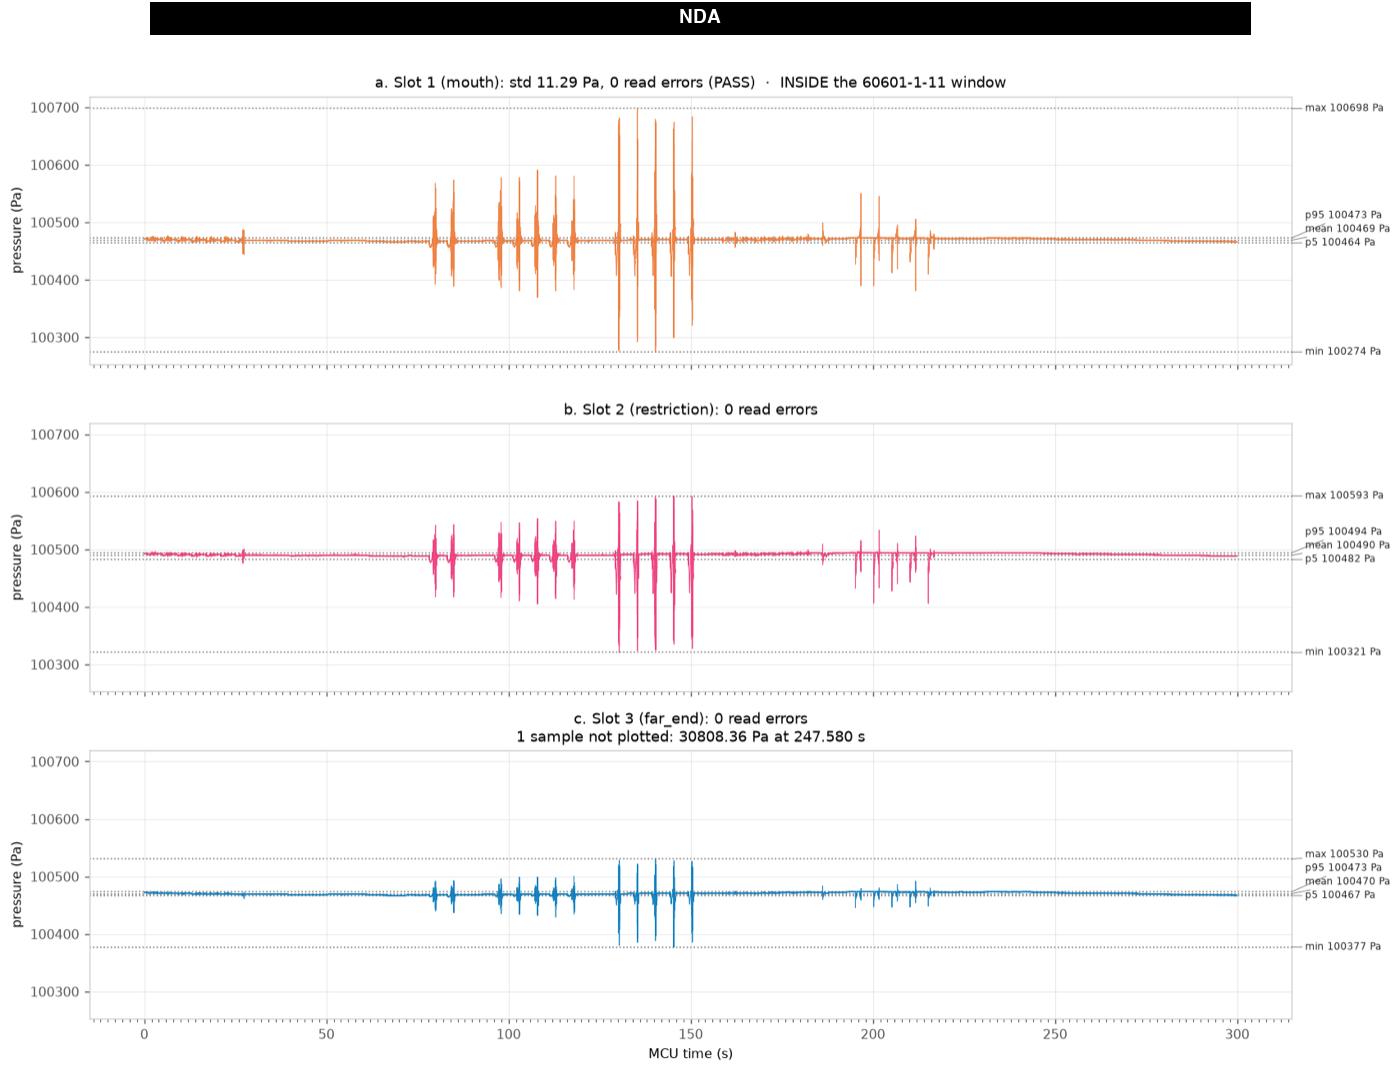 NDA
a. Slot 1 (mouth): std 11.29 Pa, 0 read errors (PASS) · INSIDE the 60601-1-11 window
pressure (Pa)
100700
100600
100500
100400
100300
max 100698 Pa
p95 100473 Pa
mean 100469 Pa
p5 100464 Pa
min 100274 Pa
b. Slot 2 (restriction): 0 read errors
pressure (Pa)
100700
100600
100500
100400
100300
max 100593 Pa
p95 100494 Pa
mean 100490 Pa
p5 100482 Pa
min 100321 Pa
c. Slot 3 (far_end): 0 read errors
1 sample not plotted: 30808.36 Pa at 247.580 s
pressure (Pa)
100700
100600
100500
100400
100300
max 100530 Pa
p95 100473 Pa
mean 100470 Pa
p5 100467 Pa
min 100377 Pa
0 50 100 150 200 250 300
MCU time (s)